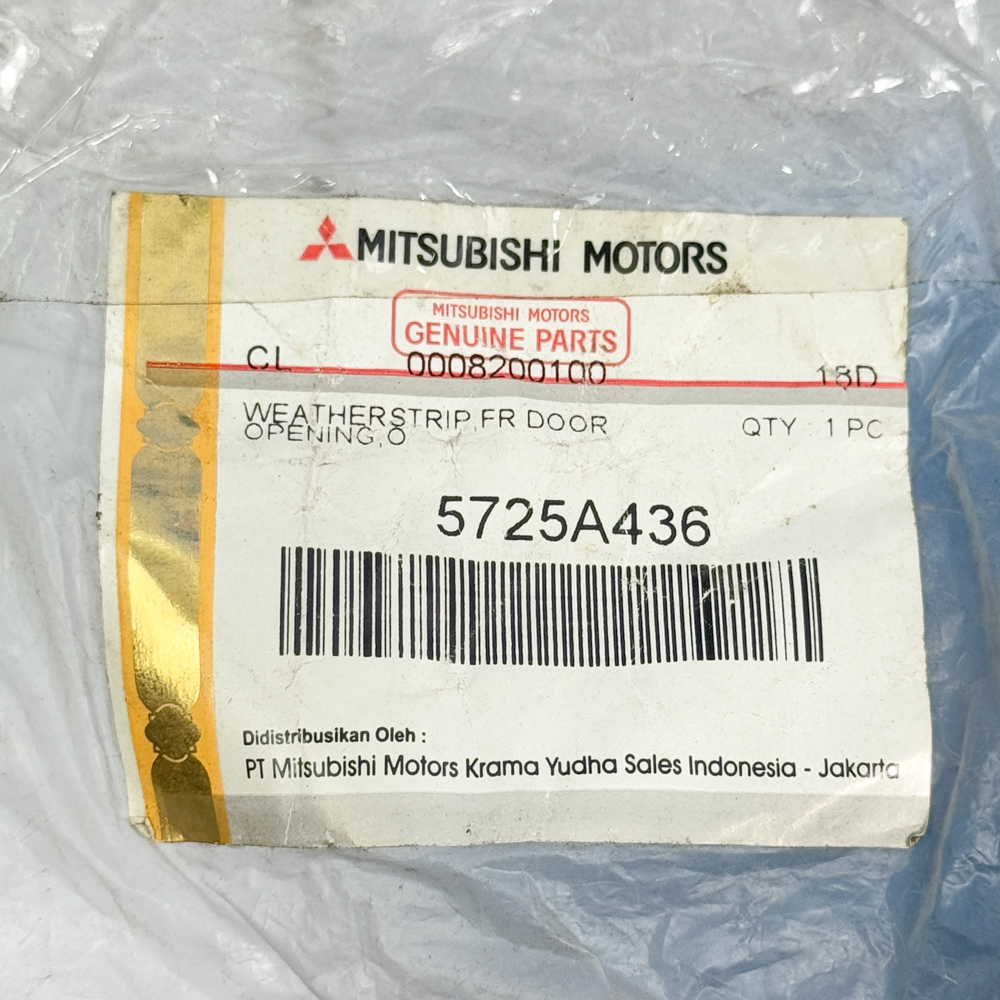 MITSUBISHI MOTORS
MITSUBISHI MOTORS
GENUINE PARTS
CL 0008200100 18D
WEATHERSTRIP,FR DOOR
OPENING,O
QTY : 1 PC
5725A436
Didistribusikan Oleh :
PT Mitsubishi Motors Krama Yudha Sales Indonesia - Jakarta